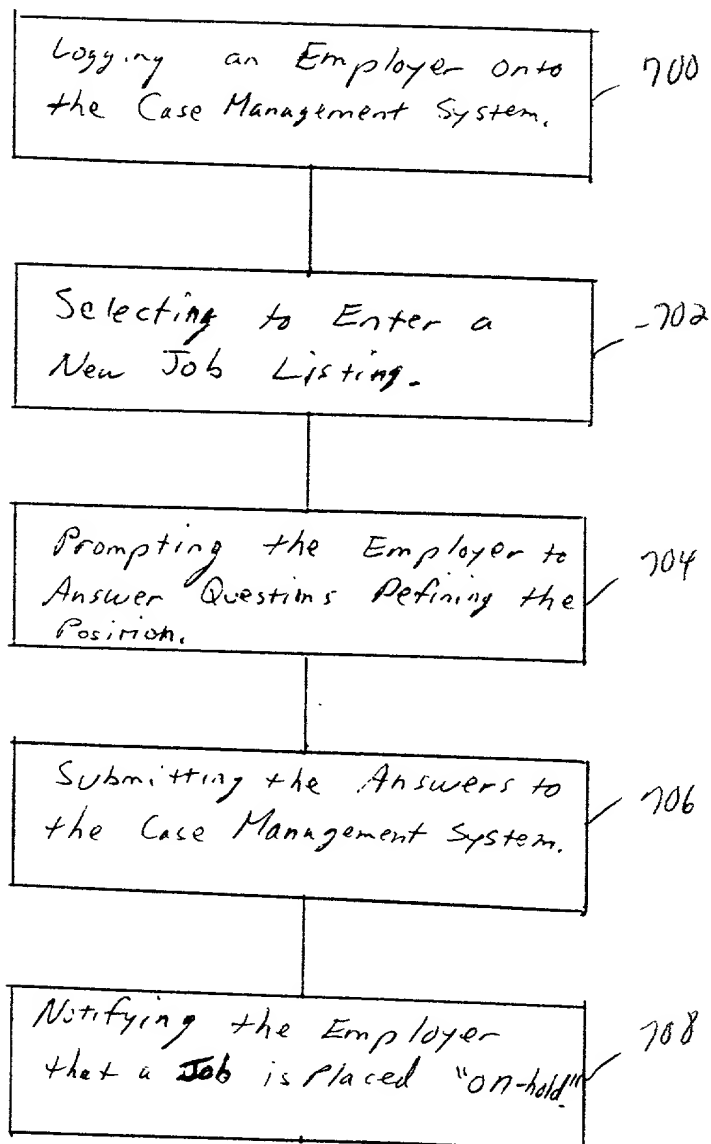 Logging an Employer onto
the Case Management System.
700
Selecting to Enter a
New Job Listing.
702
Prompting the Employer to
Answer Questions Defining the
Position.
704
Submitting the Answers to
the Case Management System.
706
Notifying the Employer
that a Job is Placed "on-hold."
708